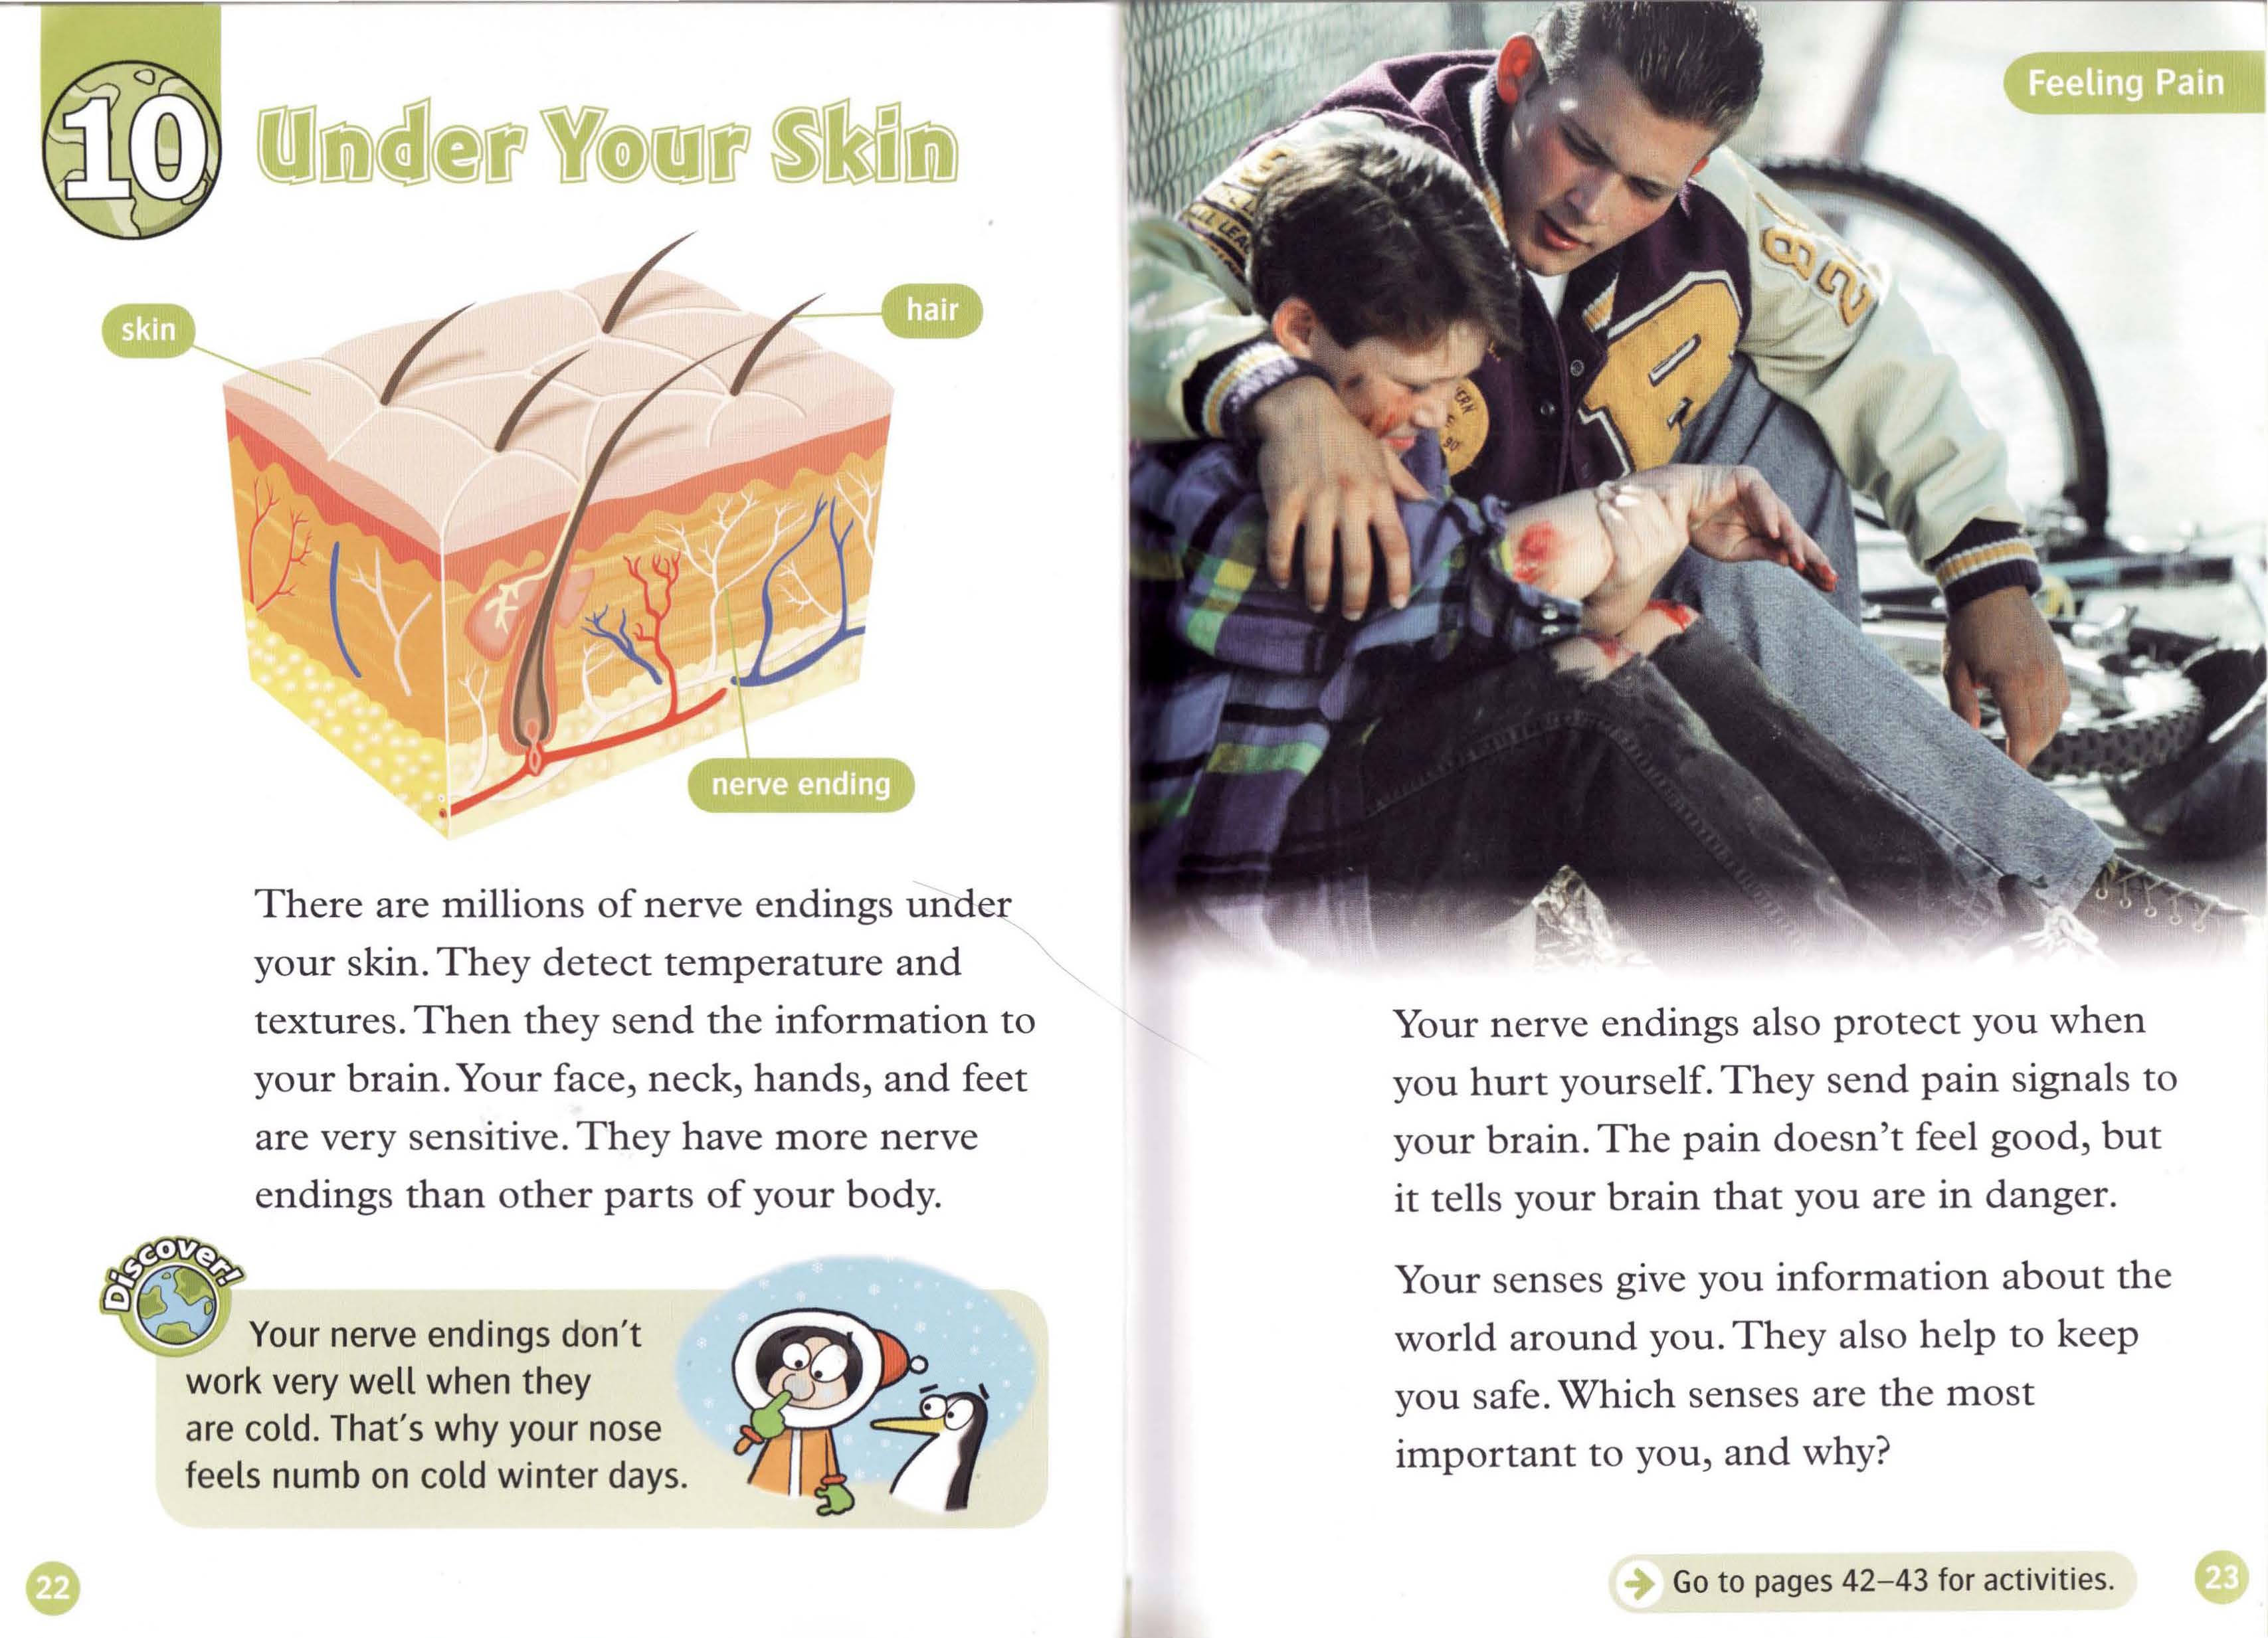 10
Under Your Skin
skin
hair
nerve ending
There are millions of nerve endings under
your skin. They detect temperature and
textures. Then they send the information to
your brain. Your face, neck, hands, and feet
are very sensitive. They have more nerve
endings than other parts of your body.
Discover!
Your nerve endings don't
work very well when they
are cold. That's why your nose
feels numb on cold winter days.
22
Feeling Pain
82
R
90
Your nerve endings also protect you when
you hurt yourself. They send pain signals to
your brain. The pain doesn't feel good, but
it tells your brain that you are in danger.
Your senses give you information about the
world around you. They also help to keep
you safe. Which senses are the most
important to you, and why?
Go to pages 42–43 for activities.
23